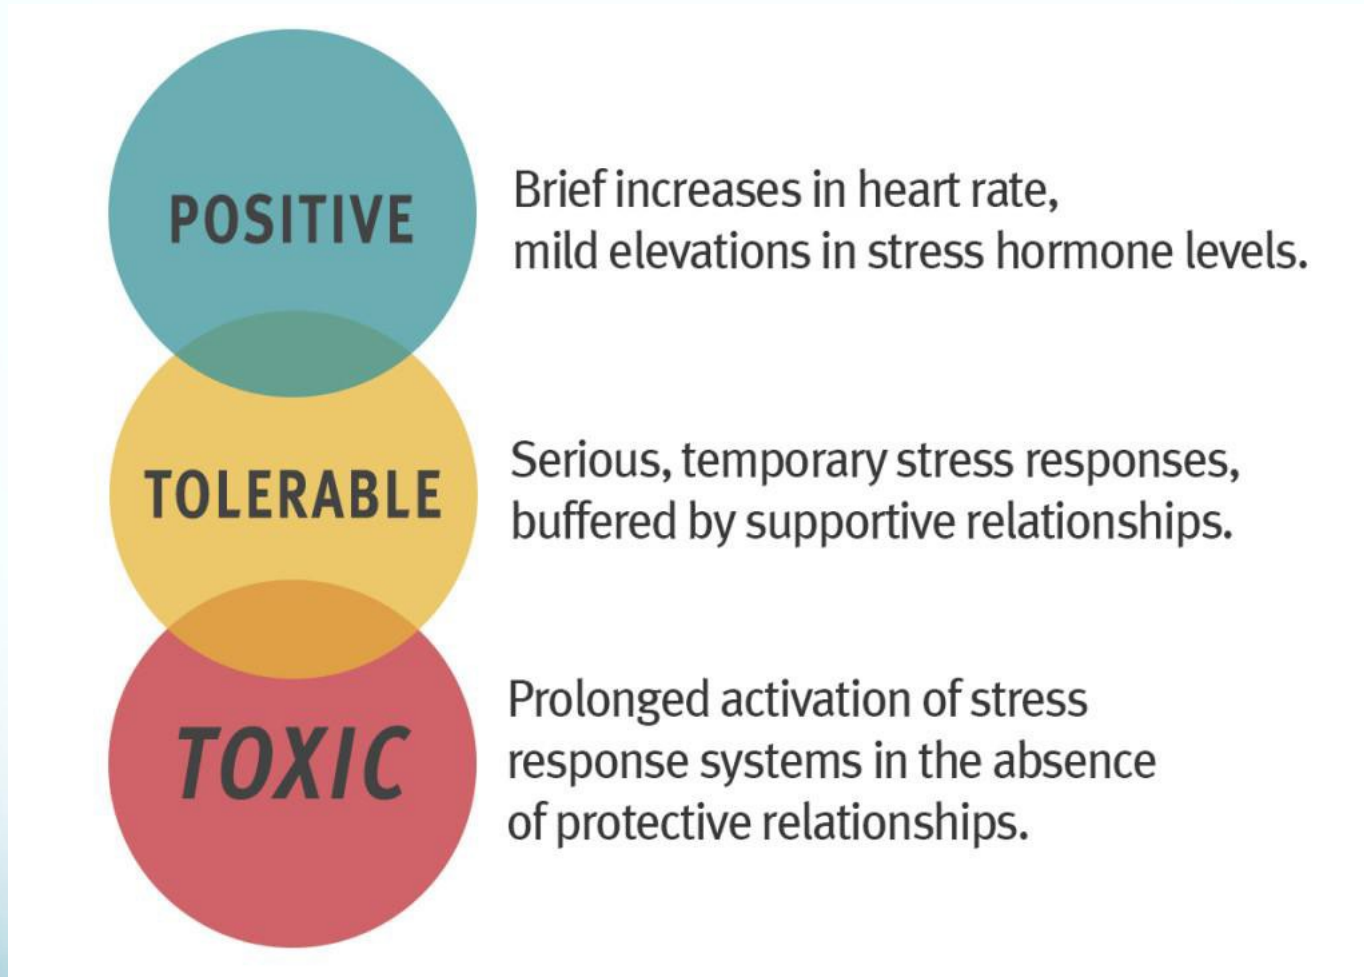 POSITIVE
Brief increases in heart rate,
mild elevations in stress hormone levels.
TOLERABLE
Serious, temporary stress responses,
buffered by supportive relationships.
TOXIC
Prolonged activation of stress
response systems in the absence
of protective relationships.